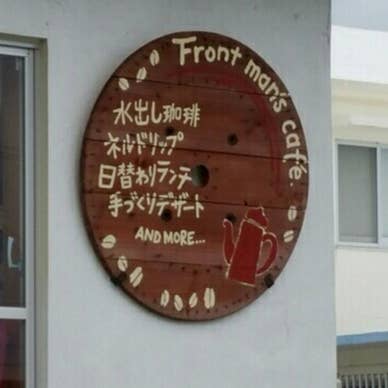 Front man's café.
水出し珈琲
ネルドリップ
日替わりランチ
手づくりデザート
AND MORE...